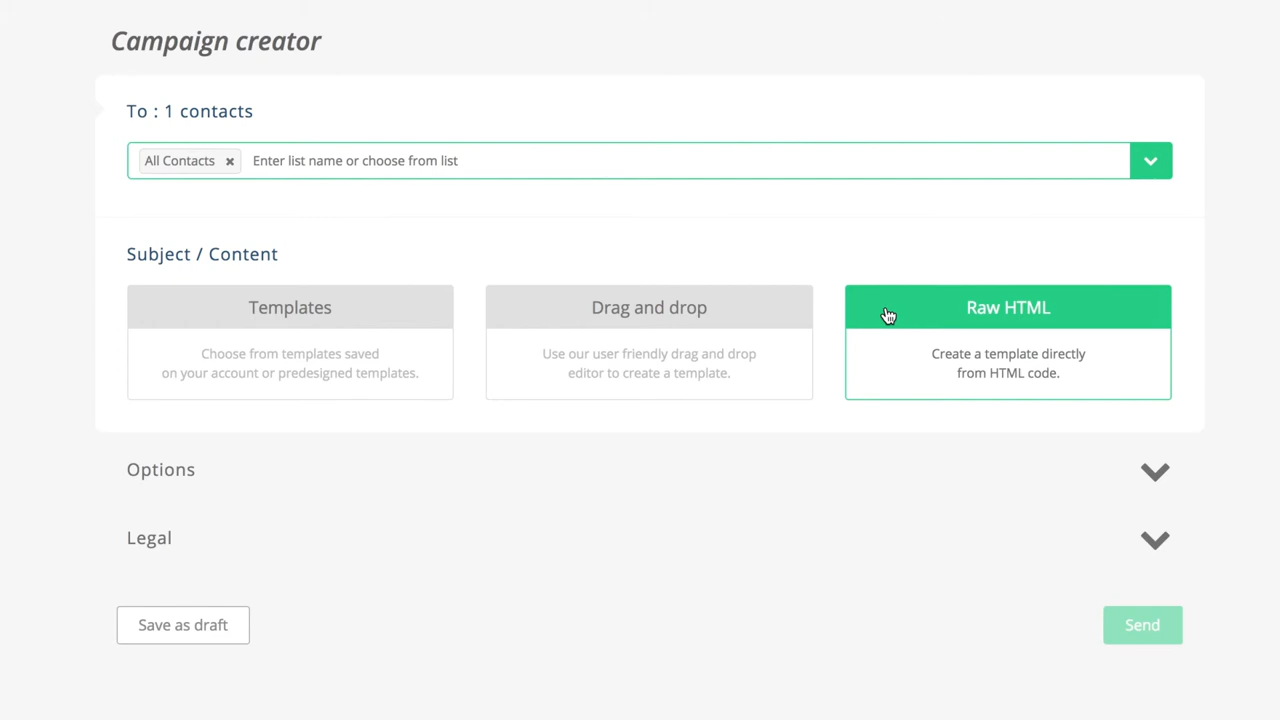 Campaign creator
To : 1 contacts
All Contacts × Enter list name or choose from list
Subject / Content
Templates
Choose from templates saved
on your account or predesigned templates.
Drag and drop
Use our user friendly drag and drop
editor to create a template.
Raw HTML
Create a template directly
from HTML code.
Options
Legal
Save as draft
Send